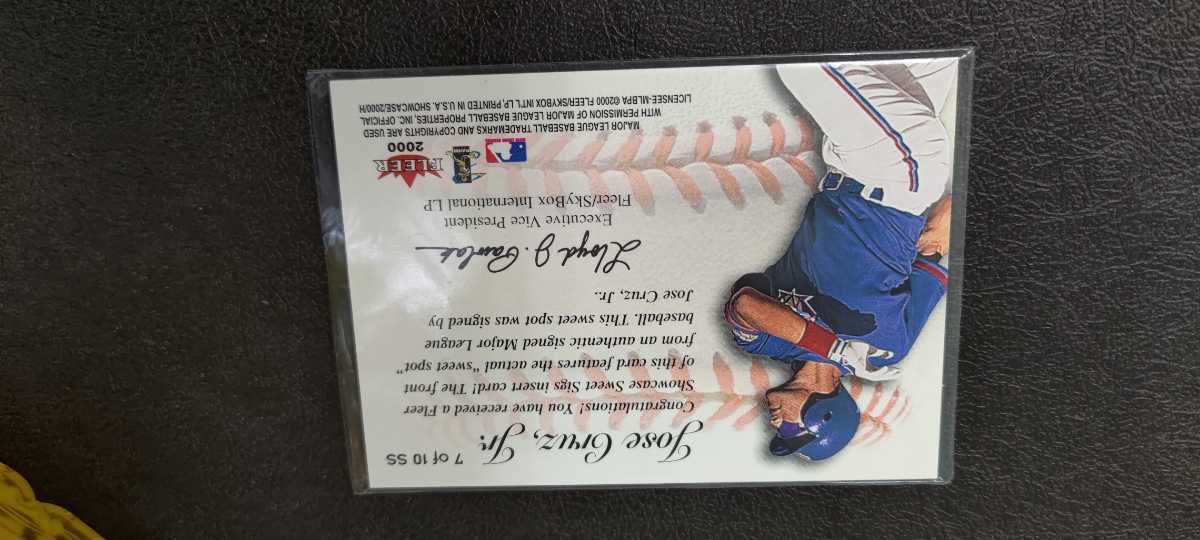 7 of 10 SS
Jose Cruz, Jr.
Congratulations! You have received a Fleer
Showcase Sweet Sigs insert card! The front
of this card features the actual "sweet spot"
from an authentic signed Major League
baseball. This sweet spot was signed by
Jose Cruz, Jr..
Lloyd J. Pawlak
Executive Vice President
Fleer/SkyBox International LP
FLEER
2000
MAJOR LEAGUE BASEBALL TRADEMARKS AND COPYRIGHTS ARE USED
WITH PERMISSION OF MAJOR LEAGUE BASEBALL PROPERTIES, INC. OFFICIAL
LICENSEE-MLBPA ©2000 FLEER/SKYBOX INT'L LP, PRINTED IN U.S.A. SHOWCASE/2000/H